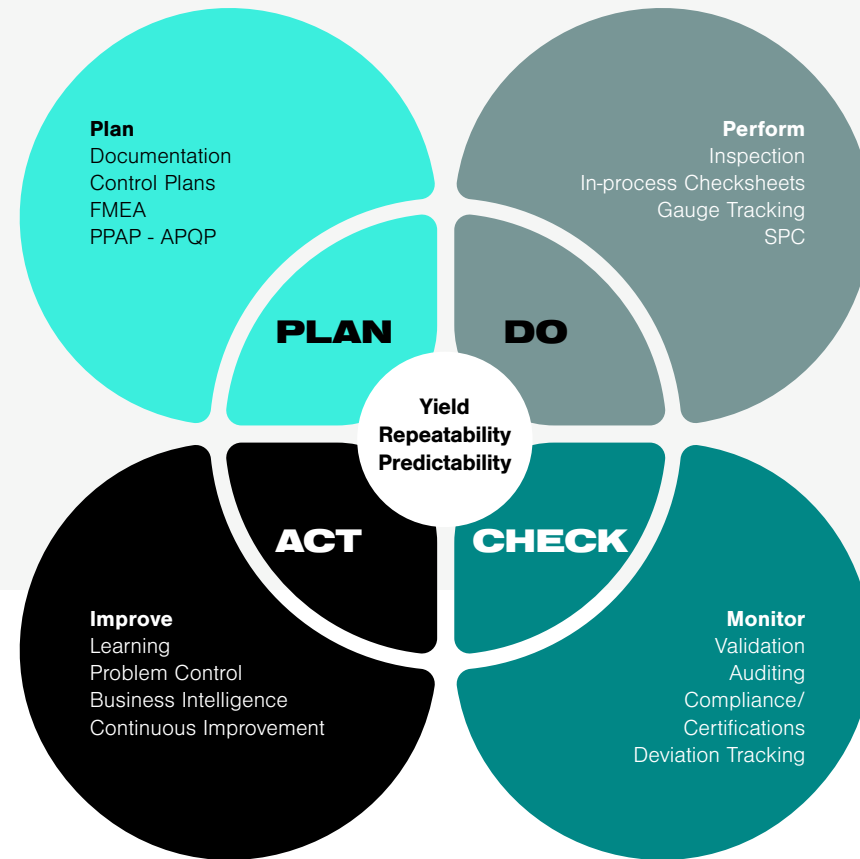 Plan
Documentation
Control Plans
FMEA
PPAP - APQP
Perform
Inspection
In-process Checksheets
Gauge Tracking
SPC
PLAN
DO
Yield
Repeatability
Predictability
ACT
CHECK
Improve
Learning
Problem Control
Business Intelligence
Continuous Improvement
Monitor
Validation
Auditing
Compliance/
Certifications
Deviation Tracking